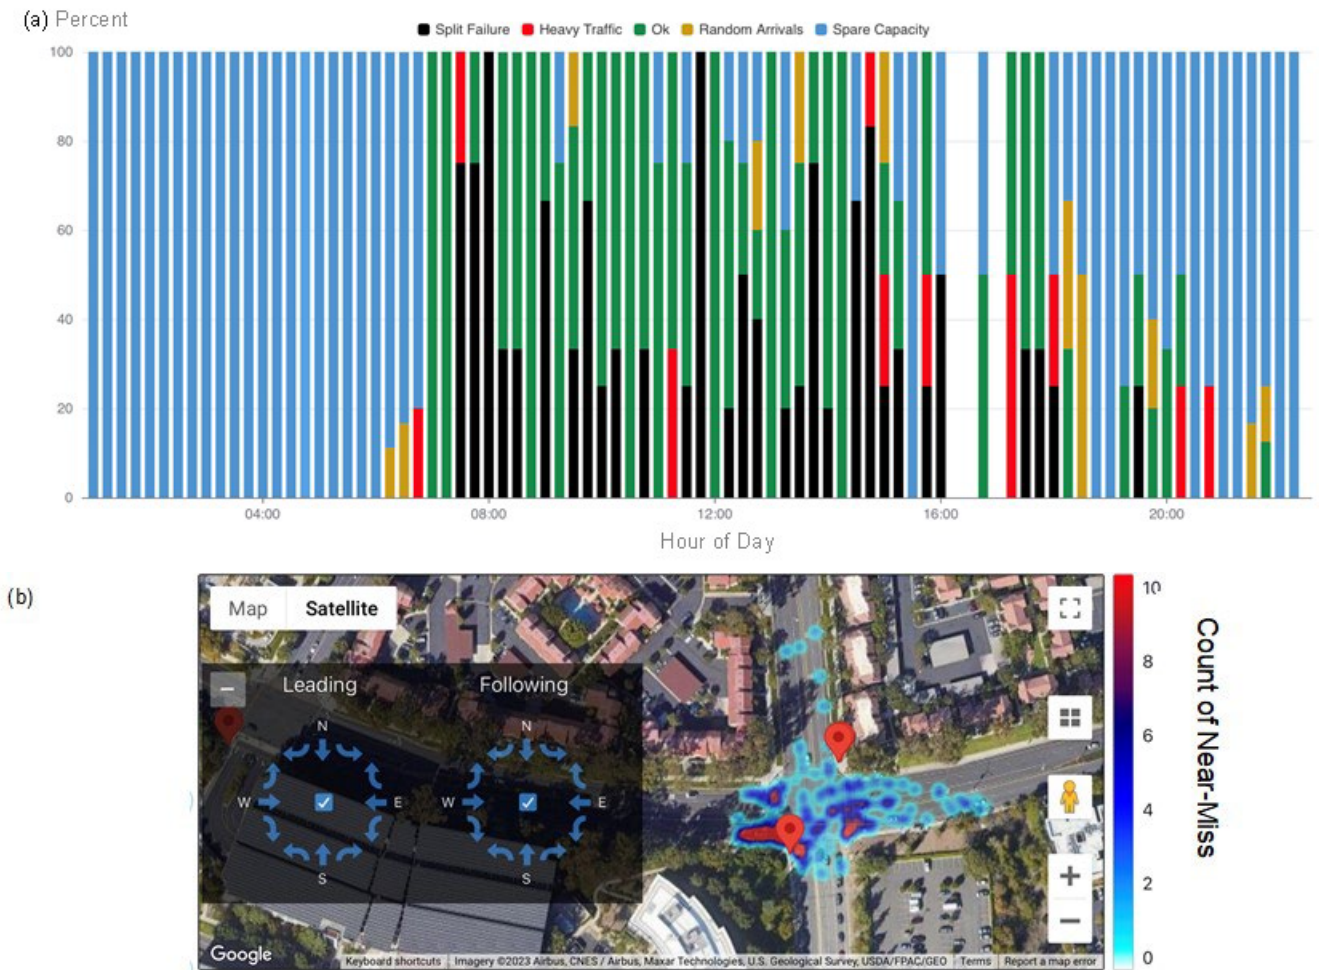 (a) Percent
Split Failure Heavy Traffic Ok Random Arrivals Spare Capacity
100
80
60
40
20
0
04:00 08:00 12:00 16:00 20:00
Hour of Day
(b)
Map Satellite
Leading Following
N N
W E W E
S S
Google
Keyboard shortcuts Imagery ©2023 Airbus, CNES / Airbus, Maxar Technologies, U.S. Geological Survey, USDA/FPAC/GEO Terms Report a map error
10
8
6
4
2
0
Count of Near-Miss